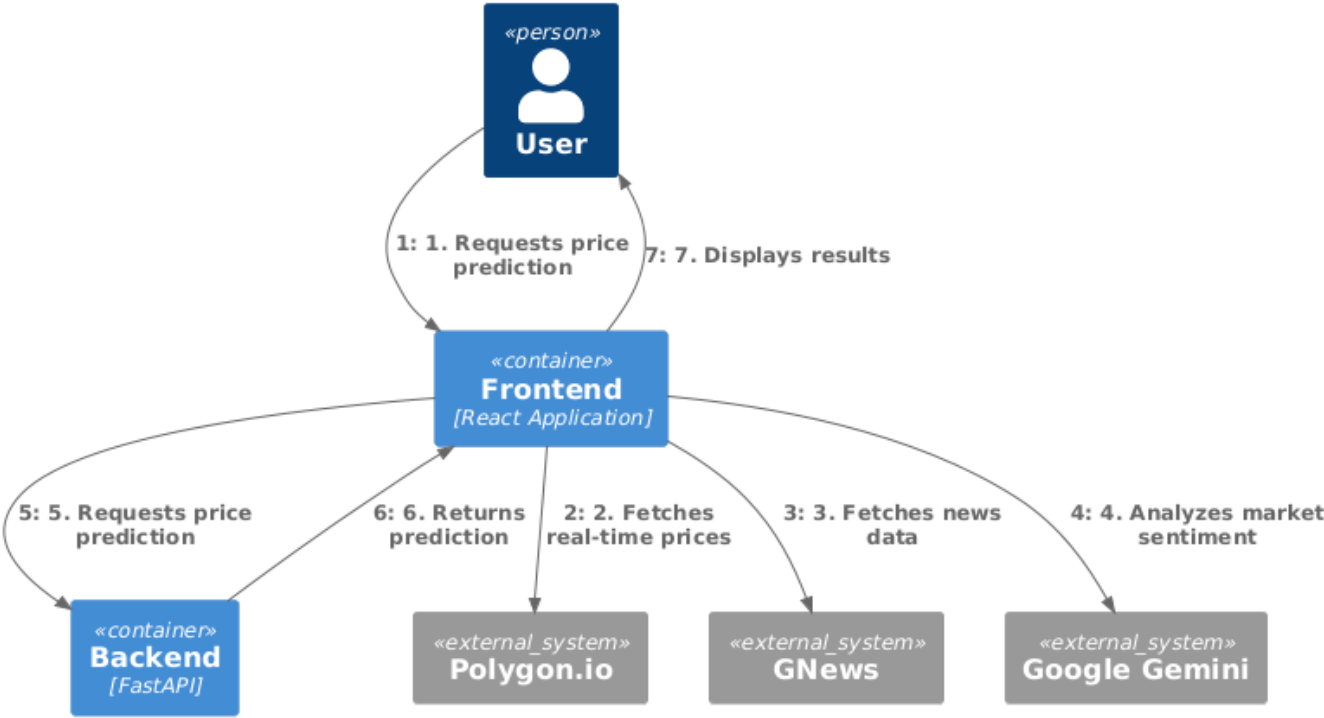 «person»
User
1: 1. Requests price
prediction
7: 7. Displays results
«container»
Frontend
[React Application]
5: 5. Requests price
prediction
6: 6. Returns
prediction
2: 2. Fetches
real-time prices
3: 3. Fetches news
data
4: 4. Analyzes market
sentiment
«container»
Backend
[FastAPI]
«external_system»
Polygon.io
«external_system»
GNews
«external_system»
Google Gemini